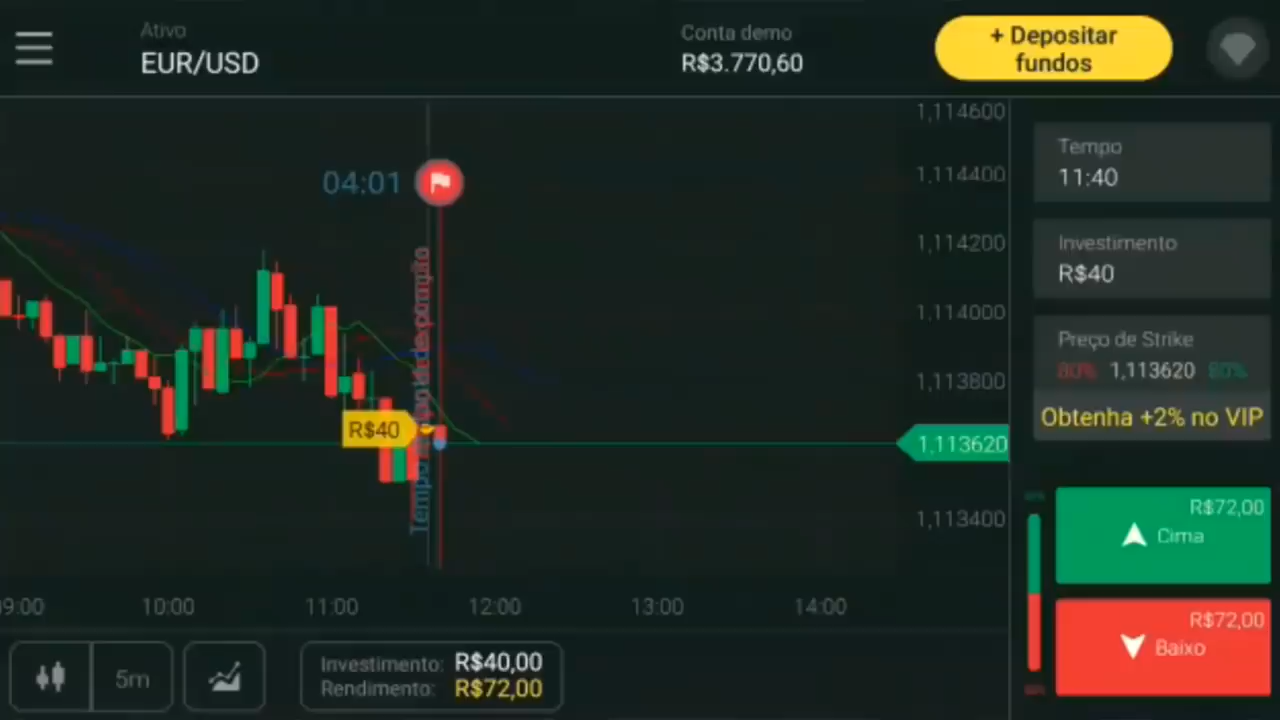 Ativo
EUR/USD
Conta demo
R$3.770,60
+ Depositar
fundos
1,114600
1,114400
1,114200
1,114000
1,113800
1,113620
1,113400
04:01
R$40
09:00
10:00
11:00
12:00
13:00
14:00
Tempo
11:40
Investimento
R$40
Preço de Strike
80% 1,113620 80%
Obtenha +2% no VIP
R$72,00
Cima
R$72,00
Baixo
5m
Investimento: R$40,00
Rendimento: R$72,00